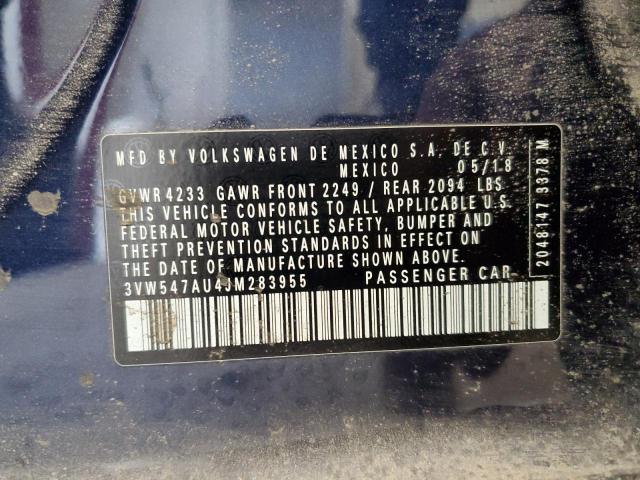 MFD BY VOLKSWAGEN DE MEXICO S.A. DE C.V.
MEXICO 05/18
GVWR 4233 GAWR FRONT 2249 / REAR 2094 LBS
THIS VEHICLE CONFORMS TO ALL APPLICABLE U.S.
FEDERAL MOTOR VEHICLE SAFETY, BUMPER AND
THEFT PREVENTION STANDARDS IN EFFECT ON
THE DATE OF MANUFACTURE SHOWN ABOVE.
3VW547AU4JM283955 PASSENGER CAR
2048147 3378 M